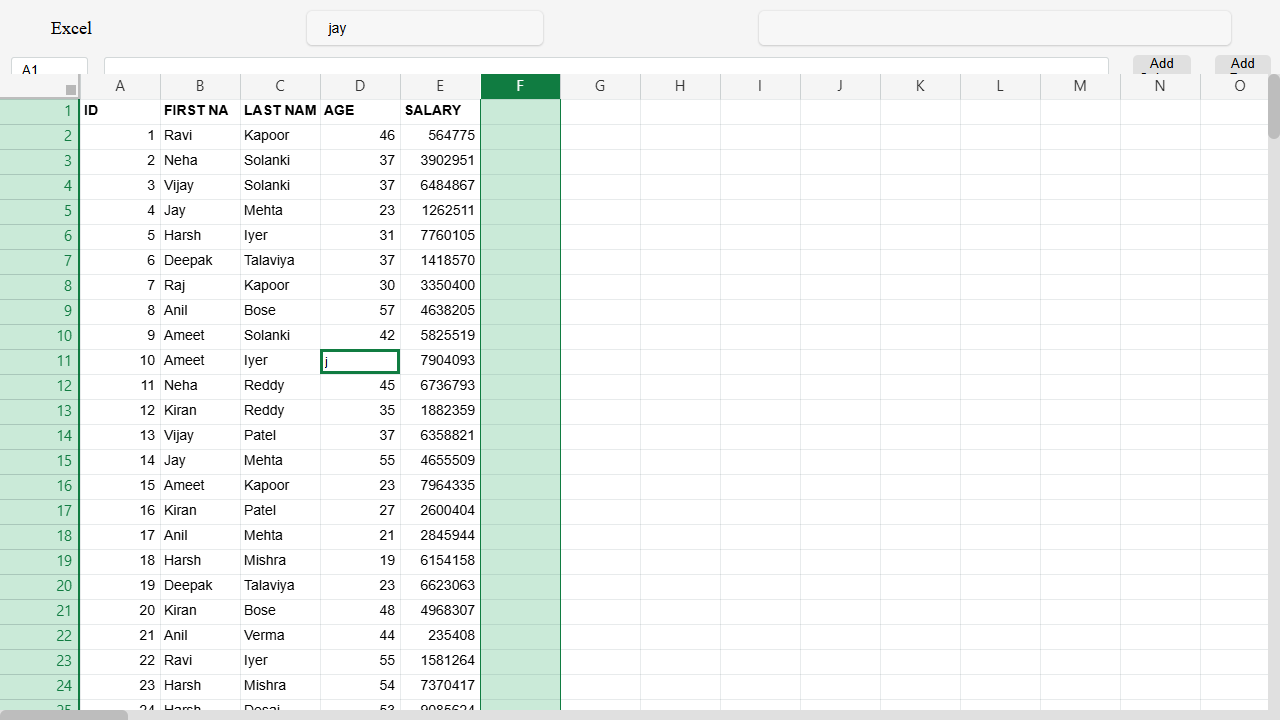 Excel jay
A1 Add Add
A B C D E F G H I J K L M N O
1 ID FIRST NA LAST NAM AGE SALARY
2 1 Ravi Kapoor 46 564775
3 2 Neha Solanki 37 3902951
4 3 Vijay Solanki 37 6484867
5 4 Jay Mehta 23 1262511
6 5 Harsh Iyer 31 7760105
7 6 Deepak Talaviya 37 1418570
8 7 Raj Kapoor 30 3350400
9 8 Anil Bose 57 4638205
10 9 Ameet Solanki 42 5825519
11 10 Ameet Iyer j 7904093
12 11 Neha Reddy 45 6736793
13 12 Kiran Reddy 35 1882359
14 13 Vijay Patel 37 6358821
15 14 Jay Mehta 55 4655509
16 15 Ameet Kapoor 23 7964335
17 16 Kiran Patel 27 2600404
18 17 Anil Mehta 21 2845944
19 18 Harsh Mishra 19 6154158
20 19 Deepak Talaviya 23 6623063
21 20 Kiran Bose 48 4968307
22 21 Anil Verma 44 235408
23 22 Ravi Iyer 55 1581264
24 23 Harsh Mishra 54 7370417
25 24 Harsh Desai 53 9085624